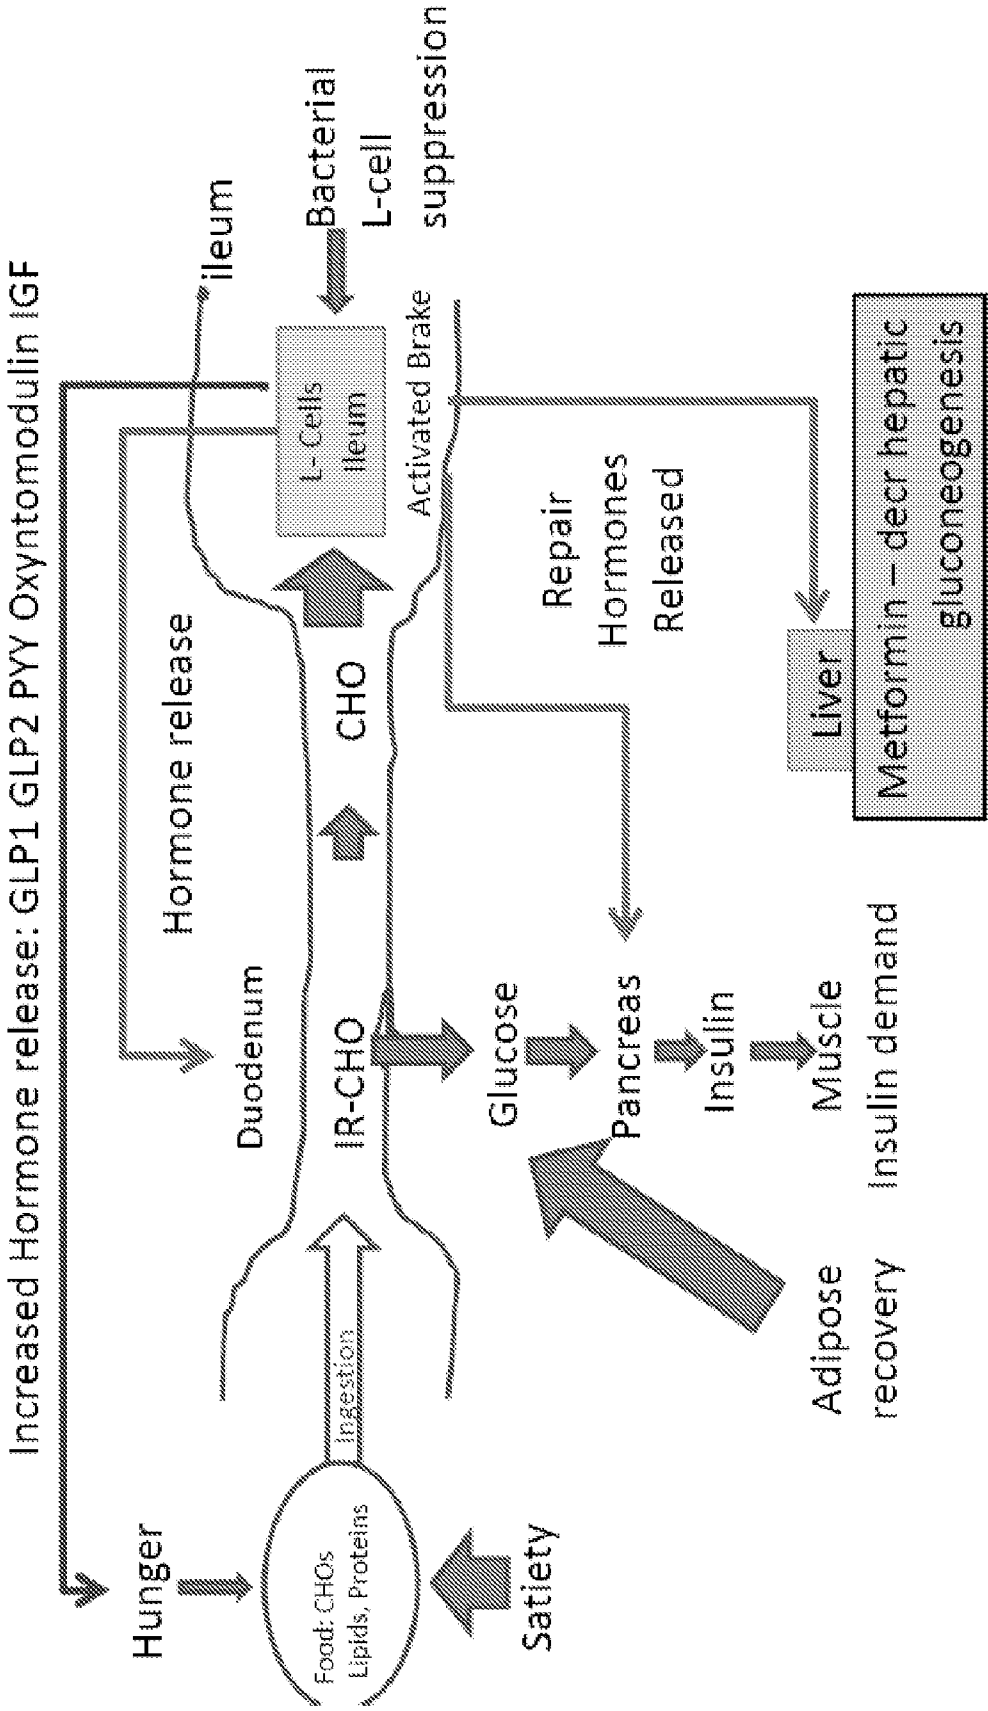 Increased Hormone release: GLP1 GLP2 PYY Oxyntomodulin IGF
Hunger
Hormone release
ileum
Duodenum
Food: CHOs
Lipids, Proteins
Ingestion
IR-CHO
CHO
L- Cells
Ileum
Bacterial
L-cell
suppression
Activated Brake
Satiety
Glucose
Repair
Hormones
Released
Pancreas
Insulin
Adipose
recovery
Muscle
Insulin demand
Liver
Metformin – decr hepatic
gluconeogenesis